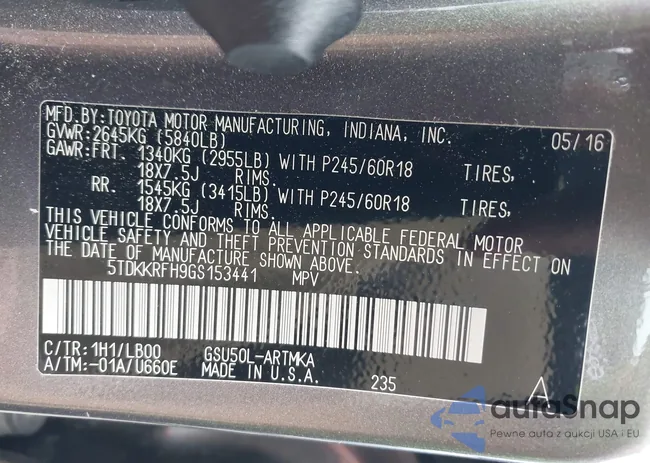 MFD.BY:TOYOTA MOTOR MANUFACTURING, INDIANA, INC. 05/16
GVWR:2645KG (5840LB)
GAWR:FRT. 1340KG (2955LB) WITH P245/60R18 TIRES,
18X7.5J RIMS.
RR. 1545KG (3415LB) WITH P245/60R18 TIRES,
18X7.5J RIMS.
THIS VEHICLE CONFORMS TO ALL APPLICABLE FEDERAL MOTOR
VEHICLE SAFETY AND THEFT PREVENTION STANDARDS IN EFFECT ON
THE DATE OF MANUFACTURE SHOWN ABOVE.
5TDKKRFH9GS153441 MPV
C/TR:1H1/LB00 GSU50L-ARTMKA
A/TM:-01A/U660E MADE IN U.S.A. 235 A
autoSnap
Pewne auta z aukcji USA i EU